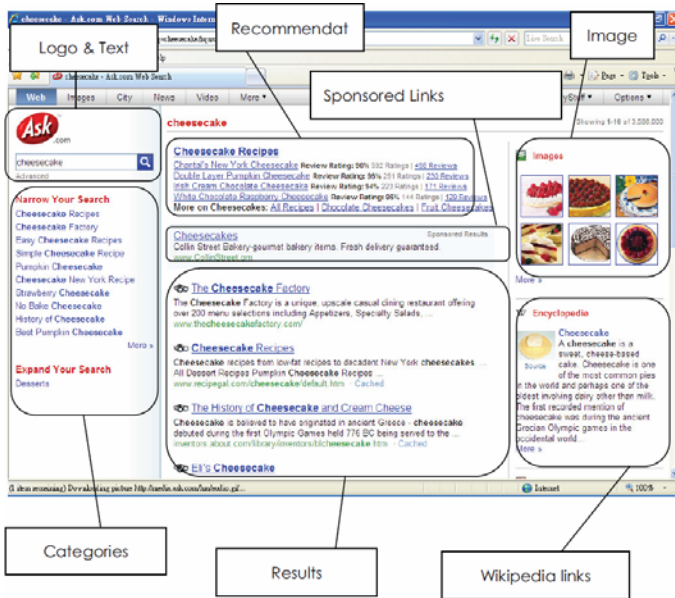 cheesecake - Ask.com Web Search - Windows Intern
Recommendat
Logo & Text
Image
=cheesecake&
Live Search
cheesecake - Ask.com Web Search
Page
Tools
Sponsored Links
Web Images City News Video More
MyStuff Options
Ask
.com
cheesecake
Showing 1-10 of 3,500,000
cheesecake
Advanced
Cheesecake Recipes
Chantal's New York Cheesecake Review Rating: 96% 592 Ratings | 450 Reviews
Double Layer Pumpkin Cheesecake Review Rating: 96% 251 Ratings | 230 Reviews
Irish Cream Chocolate Cheesecake Review Rating: 94% 223 Ratings | 171 Reviews
White Chocolate Raspberry Cheesecake Review Rating: 96% 144 Ratings | 129 Reviews
More on Cheesecakes: All Recipes | Chocolate Cheesecakes | Fruit Cheesecakes
Cheesecakes
Sponsored Results
Collin Street Bakery-gourmet bakery items. Fresh delivery guaranteed.
www.CollinStreet.om
Narrow Your Search
Cheesecake Recipes
Cheesecake Factory
Easy Cheesecake Recipes
Simple Cheesecake Recipe
Pumpkin Cheesecake
Cheesecake New York Recipe
Strawberry Cheesecake
No Bake Cheesecake
History of Cheesecake
Best Pumpkin Cheesecake
More »
Expand Your Search
Desserts
The Cheesecake Factory
The Cheesecake Factory is a unique, upscale casual dining restaurant offering
over 200 menu selections including Appetizers, Specialty Salads, ...
www.thecheesecakefactory.com/
Cheesecake Recipes
Cheesecake recipes from low-fat recipes to decadent New York cheesecakes. ...
All Dessert Recipes Pumpkin Cheesecake Recipes ...
www.recipegal.com/cheesecake/default.htm - Cached
The History of Cheesecake and Cream Cheese
Cheesecake is believed to have originated in ancient Greece - cheesecake
debuted during the first Olympic Games held 776 BC being served to the ...
inventors.about.com/library/inventors/blcheesecake.htm - Cached
Eli's Cheesecake
Images
More »
Encyclopedia
Cheesecake
Source
A cheesecake is a
sweet, cheese-based
cake. Cheesecake is one
of the most common pies
in the world and perhaps one of the
oldest involving dairy other than milk.
The first recorded mention of
cheesecake was during the ancient
Grecian Olympic games in the
occidental world...
More »
(1 item remaining) Downloading picture
Internet
100%
Categories
Results
Wikipedia links